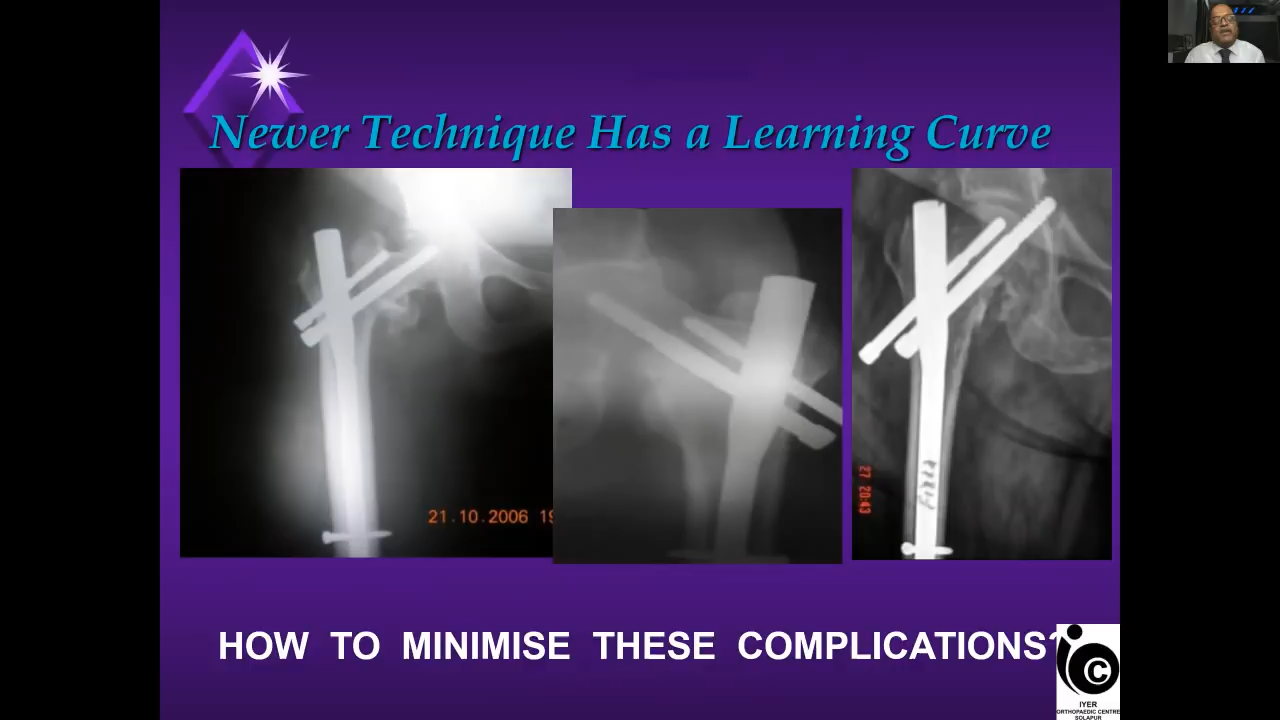 Newer Technique Has a Learning Curve
21.10.2006 19
27 20:43
HOW TO MINIMISE THESE COMPLICATIONS?
IYER
ORTHOPAEDIC CENTRE
SOLAPUR